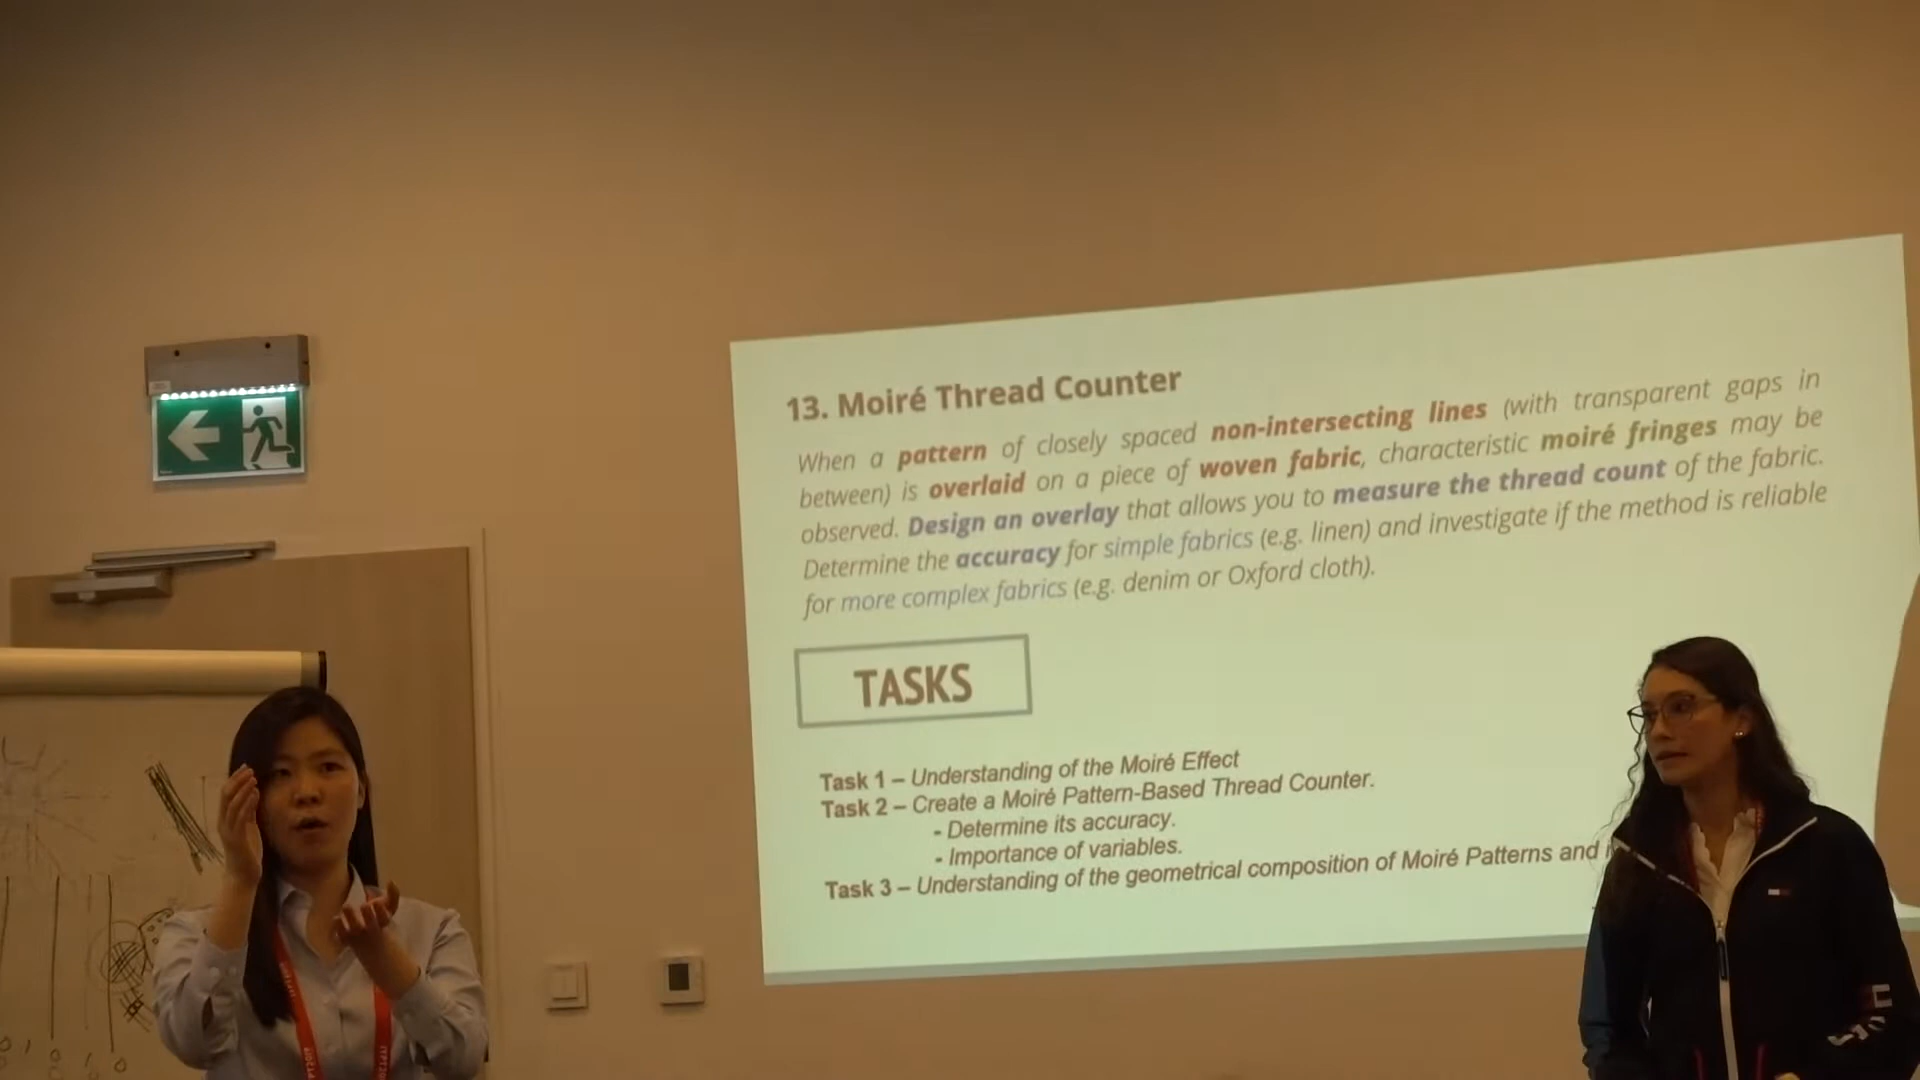 13. Moiré Thread Counter
When a pattern of closely spaced non-intersecting lines (with transparent gaps in
between) is overlaid on a piece of woven fabric, characteristic moiré fringes may be
observed. Design an overlay that allows you to measure the thread count of the fabric.
Determine the accuracy for simple fabrics (e.g. linen) and investigate if the method is reliable
for more complex fabrics (e.g. denim or Oxford cloth).
TASKS
Task 1 – Understanding of the Moiré Effect
Task 2 – Create a Moiré Pattern-Based Thread Counter.
- Determine its accuracy.
- Importance of variables.
Task 3 – Understanding of the geometrical composition of Moiré Patterns and